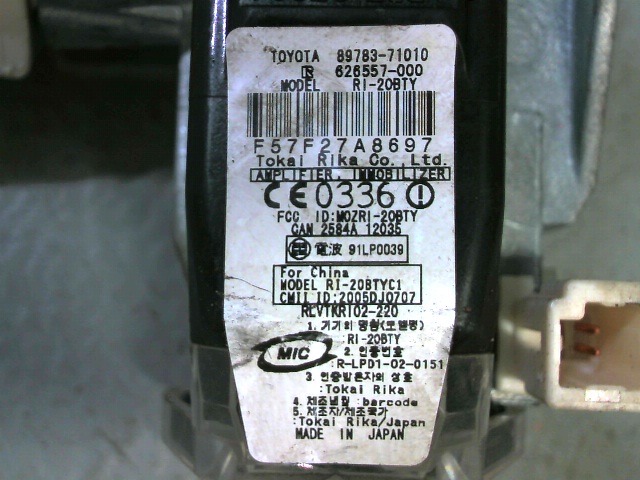 TOYOTA 89783-71010
626557-000
MODEL RI-20BTY
F57F27A8697
Tokai Rika Co.,Ltd.
AMPLIFIER, IMMOBILIZER
CE0336
FCC ID:MOZRI-20BTY
CAN 2584A 12035
電波 91LP0039
For China
MODEL RI-20BTYC1
CMII ID:2005DJ0707
RLVTKRI02-220
1. 기기의 명칭(모델명)
:RI-20BTY
MIC
2. 인증번호
:R-LPD1-02-0151
3. 인증받은자의 상호
:Tokai Rika
4. 제조년월 :barcode
5. 제조자/제조국가
:Tokai Rika/Japan
MADE IN JAPAN